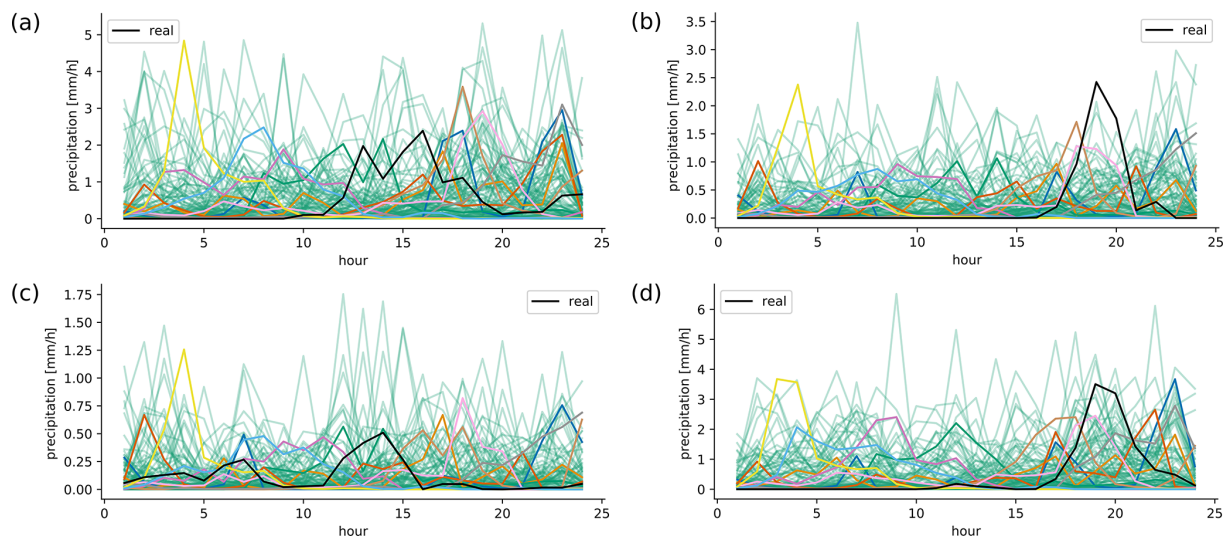 (a)
real
precipitation [mm/h]
5
4
3
2
1
0
0 5 10 15 20 25
hour
(b)
real
precipitation [mm/h]
3.5
3.0
2.5
2.0
1.5
1.0
0.5
0.0
0 5 10 15 20 25
hour
(c)
real
precipitation [mm/h]
1.75
1.50
1.25
1.00
0.75
0.50
0.25
0.00
0 5 10 15 20 25
hour
(d)
real
precipitation [mm/h]
6
5
4
3
2
1
0
0 5 10 15 20 25
hour